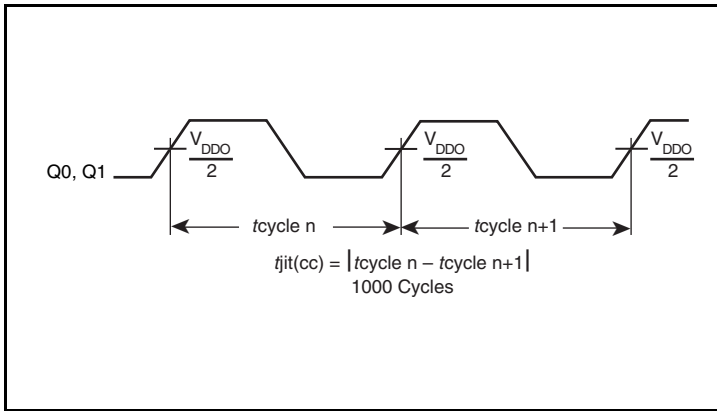 V_DDO V_DDO V_DDO
2 2 2
Q0, Q1
tcycle n tcycle n+1
tjit(cc) = |tcycle n – tcycle n+1|
1000 Cycles